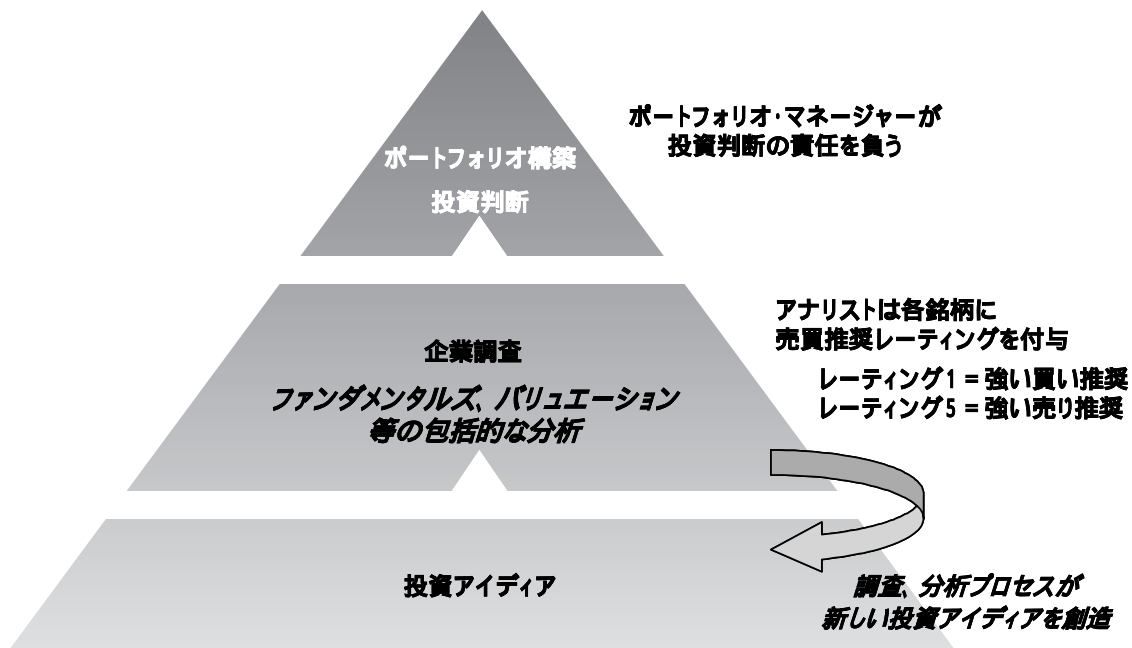 ポートフォリオ・マネージャーが
投資判断の責任を負う
ポートフォリオ構築
投資判断
アナリストは各銘柄に
売買推奨レーティングを付与
レーティング1 = 強い買い推奨
レーティング5 = 強い売り推奨
企業調査
ファンダメンタルズ、バリュエーション
等の包括的な分析
投資アイディア
調査、分析プロセスが
新しい投資アイディアを創造